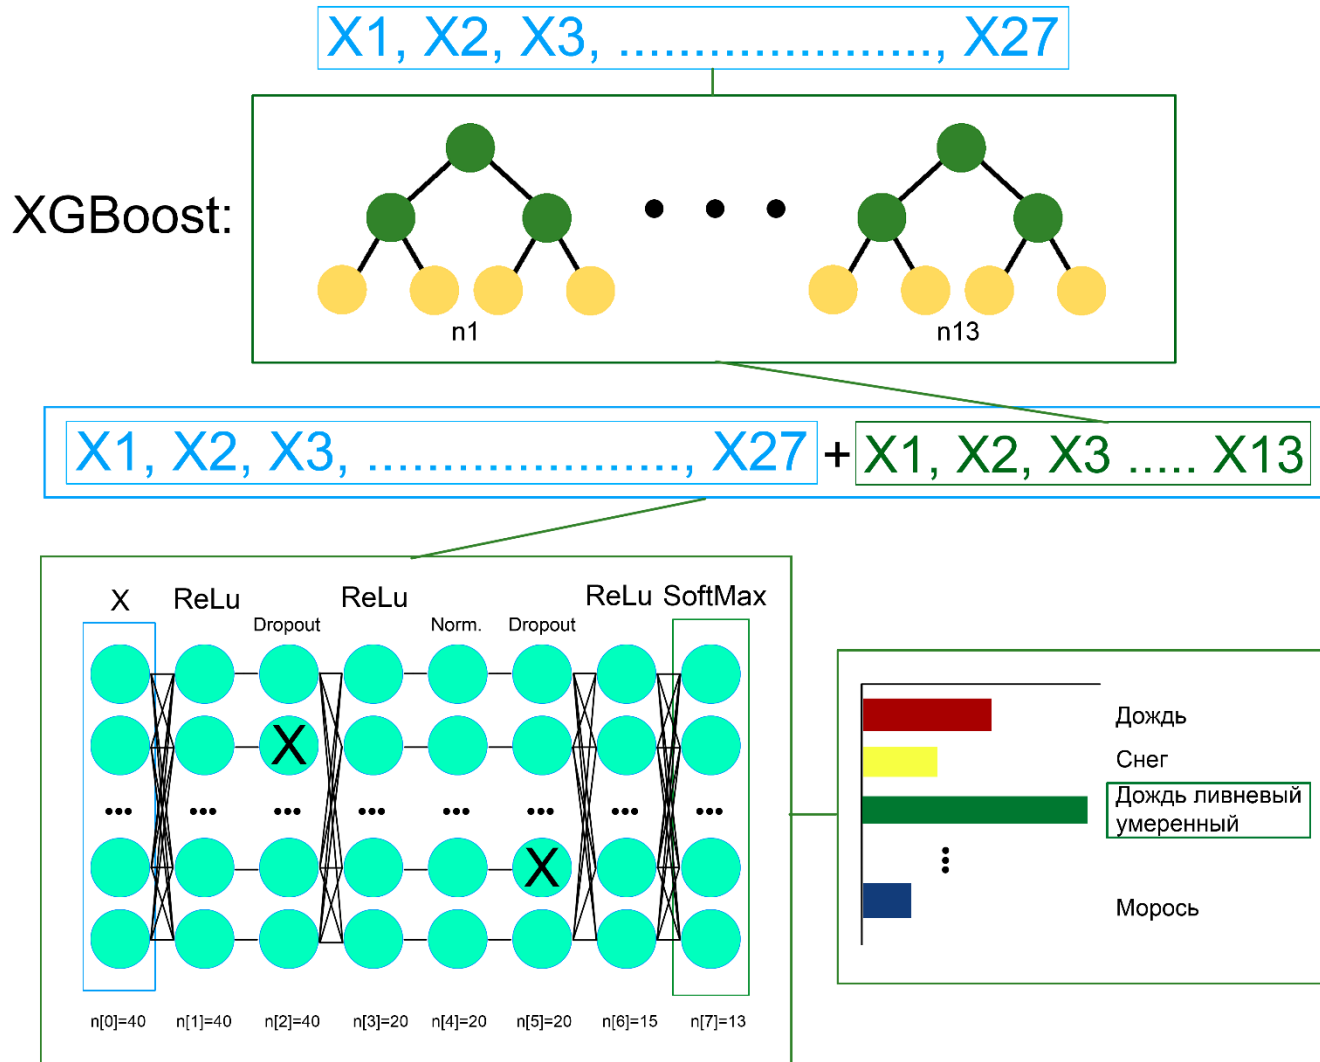 X1, X2, X3, ......................, X27
XGBoost:
n1
n13
X1, X2, X3, ......................, X27 + X1, X2, X3 ..... X13
X ReLu ReLu ReLu SoftMax
Dropout Norm. Dropout
X
X
n[0]=40 n[1]=40 n[2]=40 n[3]=20 n[4]=20 n[5]=20 n[6]=15 n[7]=13
Дождь
Снег
Дождь ливневый
умеренный
Морось